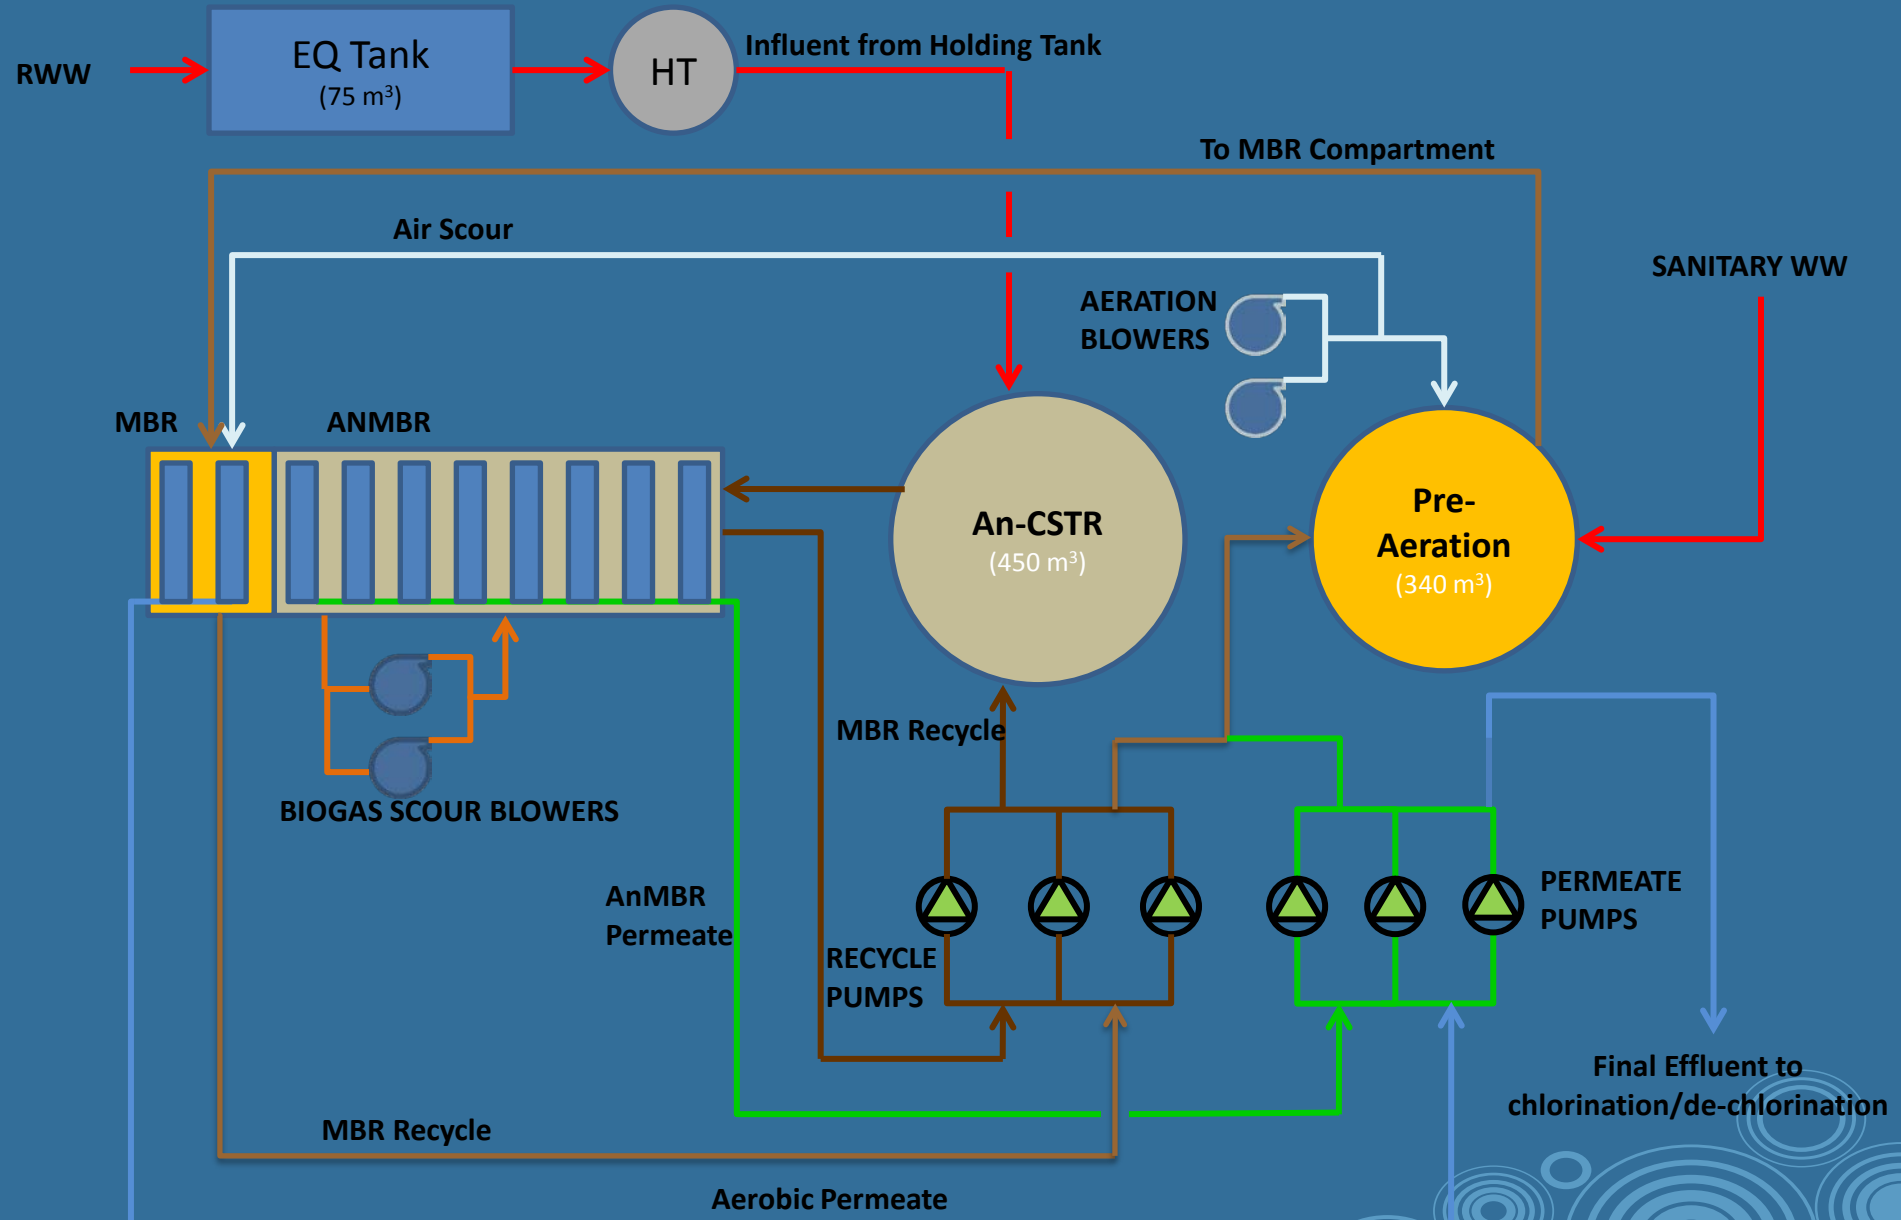 RWW
EQ Tank
(75 m³)
HT
Influent from Holding Tank
To MBR Compartment
Air Scour
SANITARY WW
AERATION
BLOWERS
MBR
ANMBR
An-CSTR
(450 m³)
Pre-
Aeration
(340 m³)
MBR Recycle
BIOGAS SCOUR BLOWERS
AnMBR
Permeate
RECYCLE
PUMPS
PERMEATE
PUMPS
Final Effluent to
chlorination/de-chlorination
MBR Recycle
Aerobic Permeate